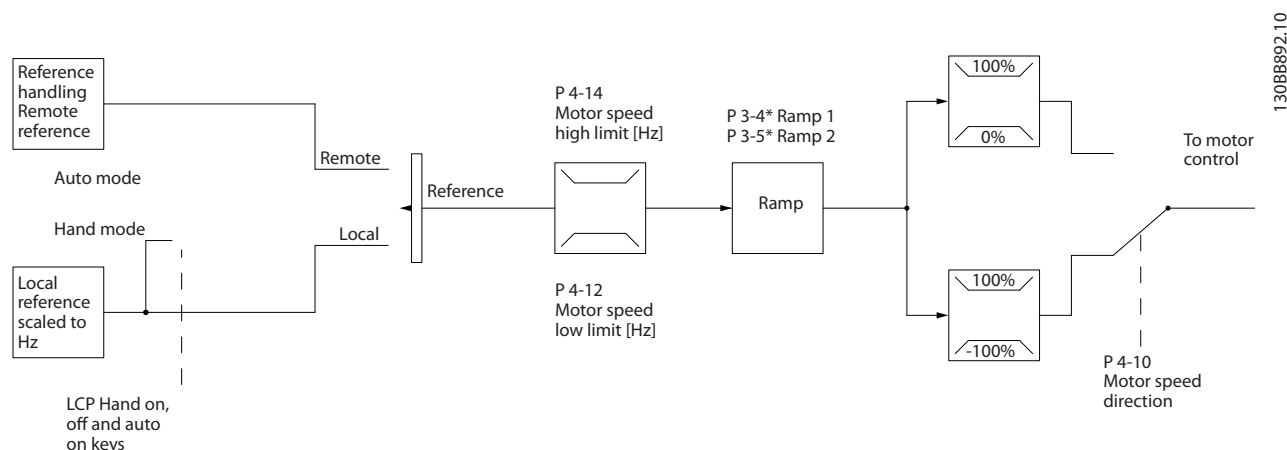 130BB892.10
Reference
handling
Remote
reference
Auto mode
Remote
Hand mode
Local
Local
reference
scaled to
Hz
LCP Hand on,
off and auto
on keys
Reference
P 4-14
Motor speed
high limit [Hz]
P 4-12
Motor speed
low limit [Hz]
P 3-4* Ramp 1
P 3-5* Ramp 2
Ramp
100%
0%
100%
-100%
To motor
control
P 4-10
Motor speed
direction